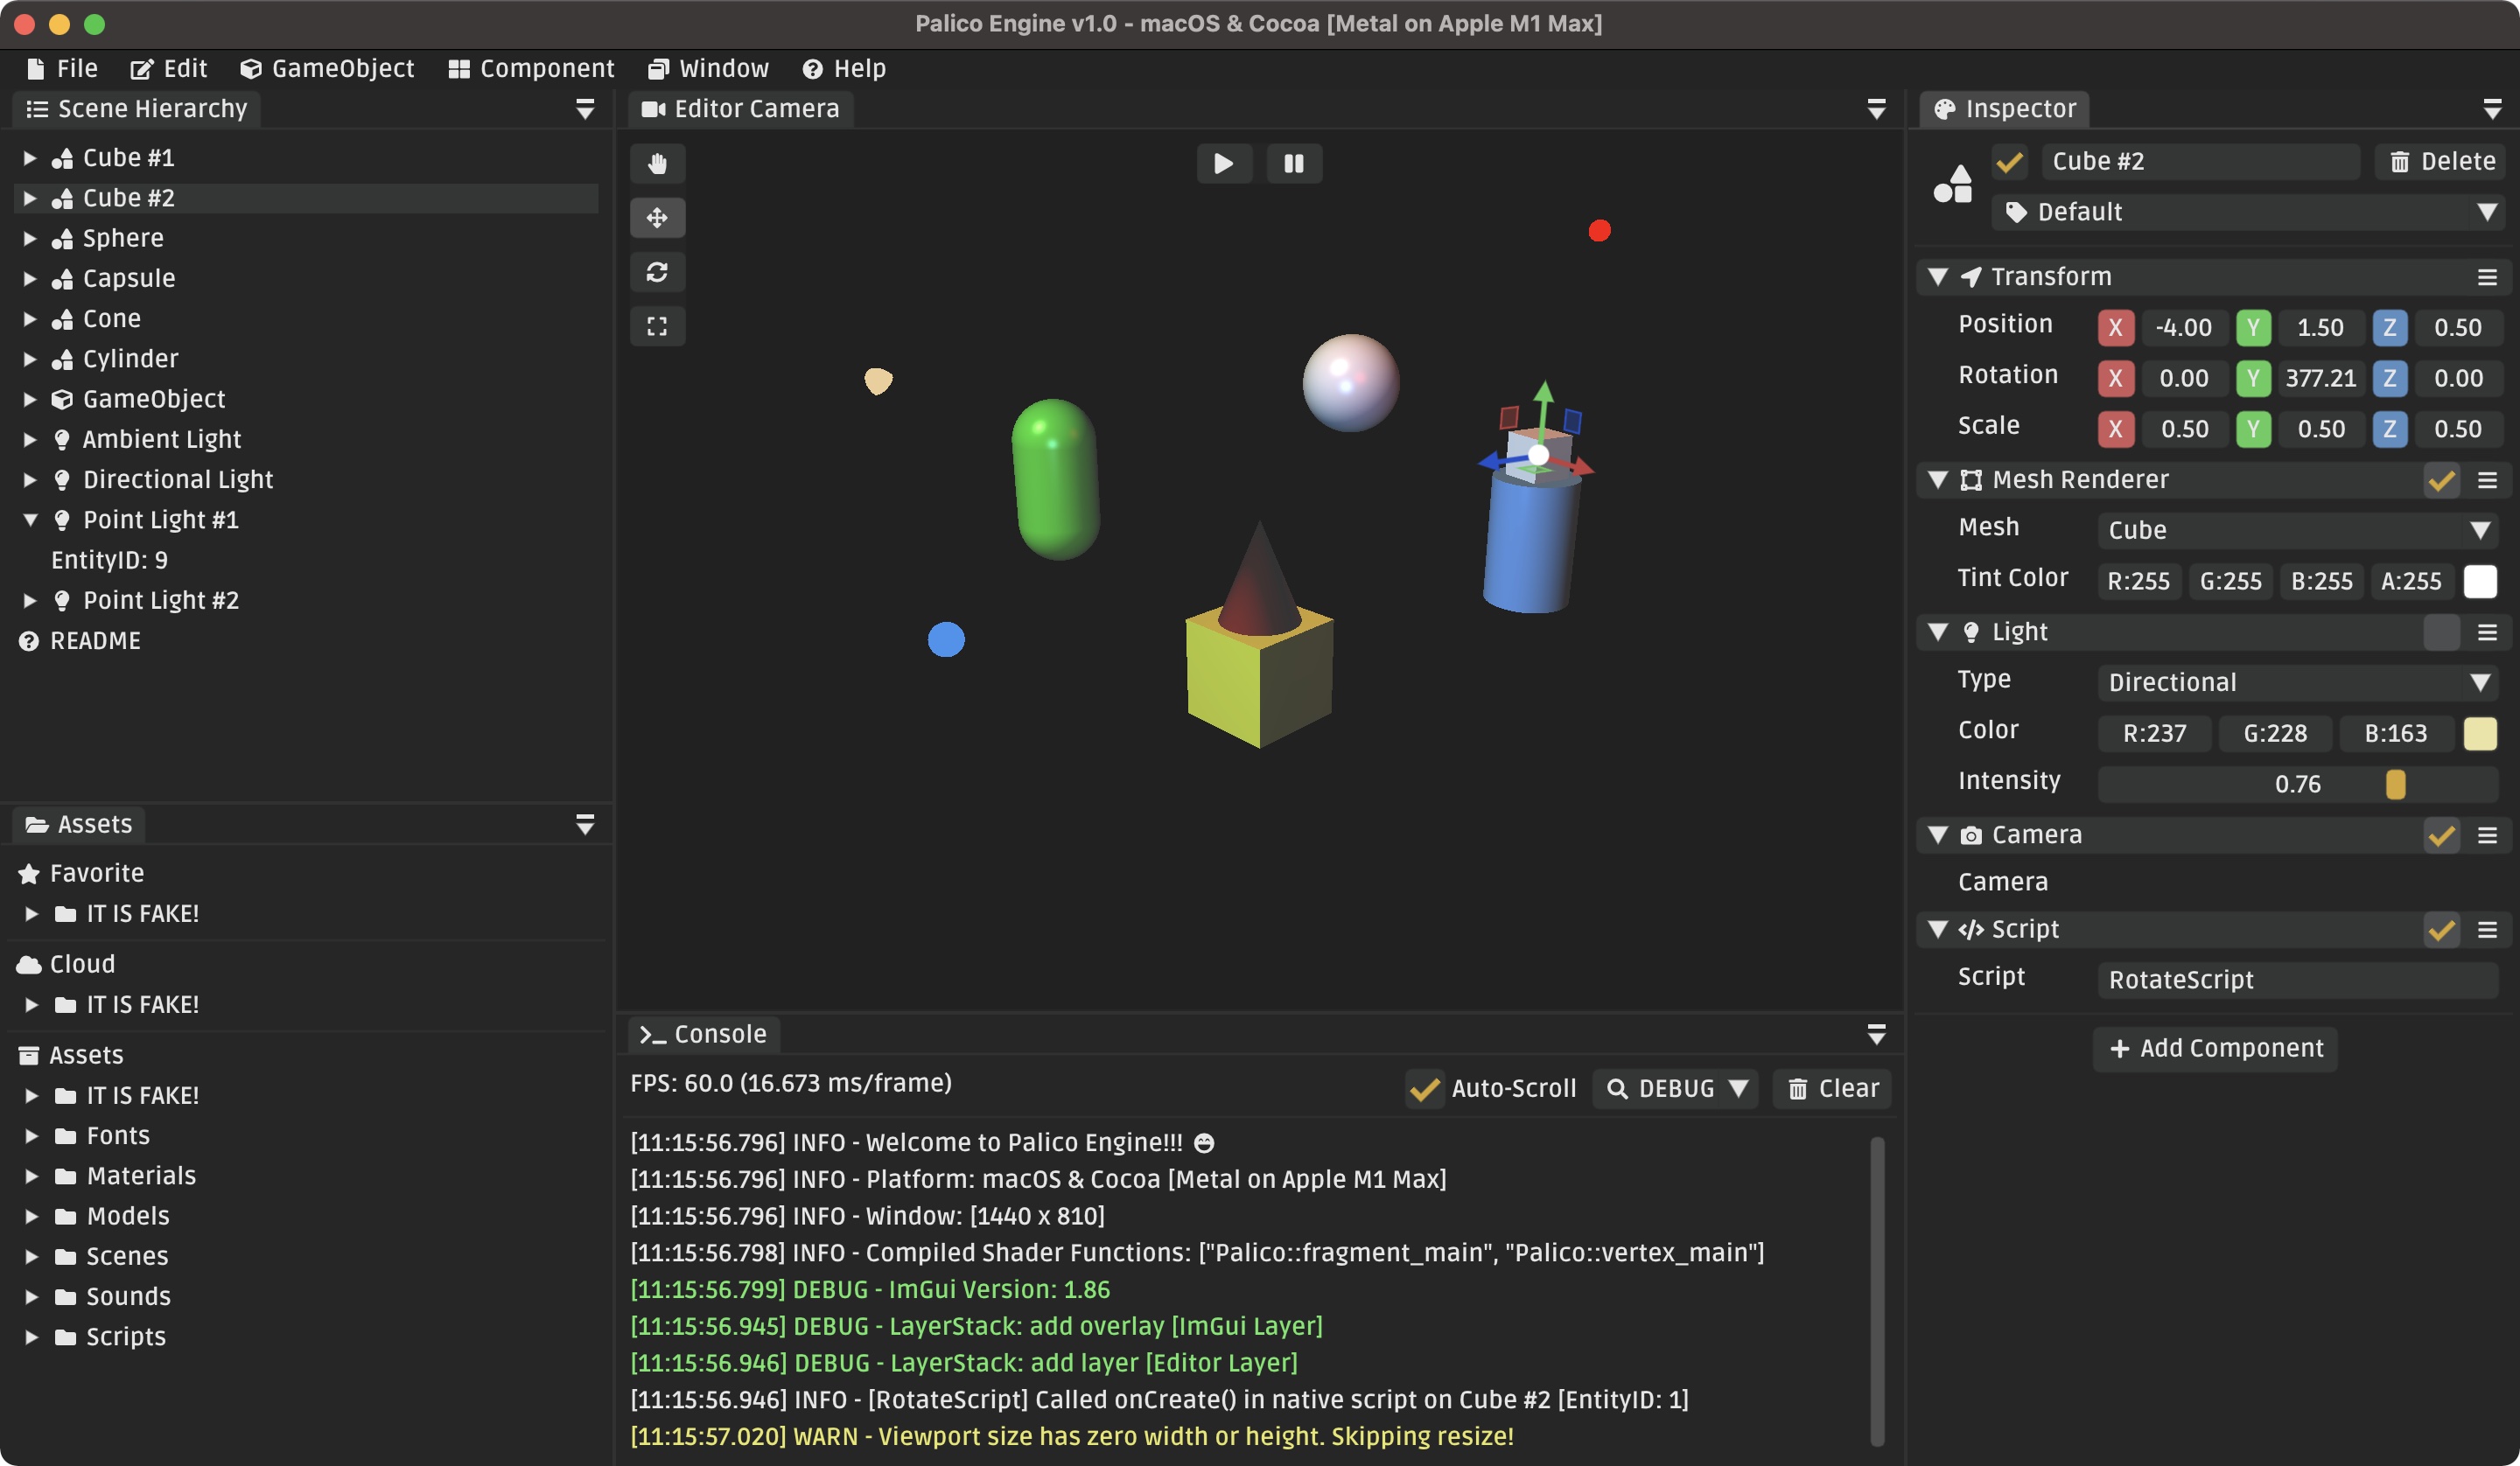 Palico Engine v1.0 - macOS & Cocoa [Metal on Apple M1 Max]
File Edit GameObject Component Window Help
Scene Hierarchy
Cube #1
Cube #2
Sphere
Capsule
Cone
Cylinder
GameObject
Ambient Light
Directional Light
Point Light #1
EntityID: 9
Point Light #2
README
Assets
Favorite
IT IS FAKE!
Cloud
IT IS FAKE!
Assets
IT IS FAKE!
Fonts
Materials
Models
Scenes
Sounds
Scripts
Editor Camera
Console
FPS: 60.0 (16.673 ms/frame) Auto-Scroll DEBUG Clear
[11:15:56.796] INFO - Welcome to Palico Engine!!!
[11:15:56.796] INFO - Platform: macOS & Cocoa [Metal on Apple M1 Max]
[11:15:56.796] INFO - Window: [1440 x 810]
[11:15:56.798] INFO - Compiled Shader Functions: ["Palico::fragment_main", "Palico::vertex_main"]
[11:15:56.799] DEBUG - ImGui Version: 1.86
[11:15:56.945] DEBUG - LayerStack: add overlay [ImGui Layer]
[11:15:56.946] DEBUG - LayerStack: add layer [Editor Layer]
[11:15:56.946] INFO - [RotateScript] Called onCreate() in native script on Cube #2 [EntityID: 1]
[11:15:57.020] WARN - Viewport size has zero width or height. Skipping resize!
Inspector
Cube #2 Delete
Default
Transform
Position X -4.00 Y 1.50 Z 0.50
Rotation X 0.00 Y 377.21 Z 0.00
Scale X 0.50 Y 0.50 Z 0.50
Mesh Renderer
Mesh Cube
Tint Color R:255 G:255 B:255 A:255
Light
Type Directional
Color R:237 G:228 B:163
Intensity 0.76
Camera
Camera
Script
Script RotateScript
Add Component